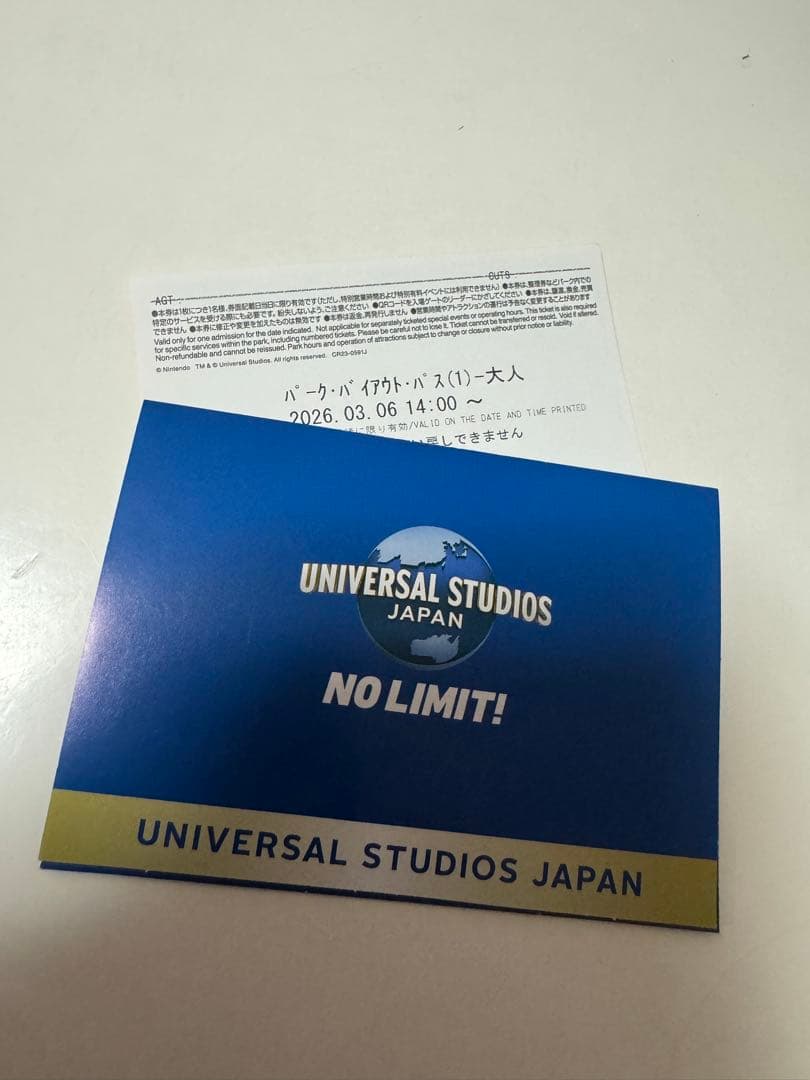 AGT
CUTS
●本券は1枚につき1名様、券面記載日当日に限り有効です(ただし、特別営業時間および特別有料イベントには利用できません) ●本券は、整理券などパーク内での
特定のサービスを受ける際にも必要です。紛失しないよう、ご注意ください ●QRコードを入場ゲートのリーダーにかざしてください ●本券は、譲渡、換金、売買
できません ●本券に修正や変更を加えたものは無効です ●本券は返金、再発行しません ●営業時間やアトラクションの運行は予告なく変更することがあります
Valid only for one admission for the date indicated. Not applicable for separately ticketed special events or operating hours. This ticket is also required
for specific services within the park, including numbered tickets. Please be careful not to lose it. Ticket cannot be transferred or resold. Void if altered.
Non-refundable and cannot be reissued. Park hours and operation of attractions subject to change or closure without prior notice or liability.
© Nintendo TM & © Universal Studios. All rights reserved. CR23-0591J
パーク・バイアウト・パス(1)-大人
2026.03.06 14:00 ～
に限り有効/VALID ON THE DATE AND TIME PRINTED
戻しできません
UNIVERSAL STUDIOS
JAPAN
NO LIMIT!
UNIVERSAL STUDIOS JAPAN